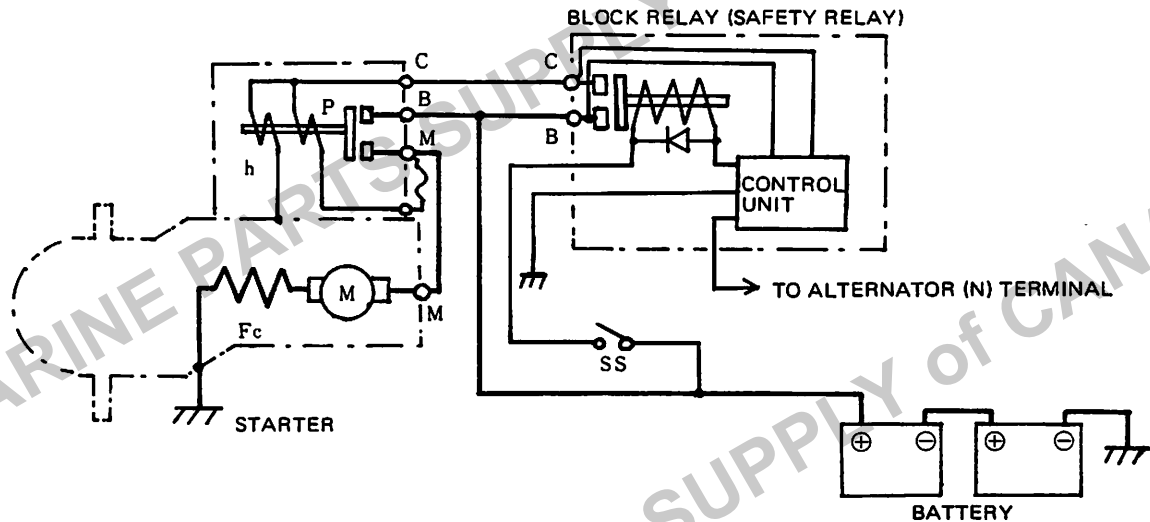 BLOCK RELAY (SAFETY RELAY)
C
C
P
B
B
M
h
CONTROL
UNIT
M
M
Fc
TO ALTERNATOR (N) TERMINAL
SS
STARTER
⊕ ⊖ ⊕ ⊖
BATTERY
MARINE PARTS SUPPLY
SUPPLY of CAN